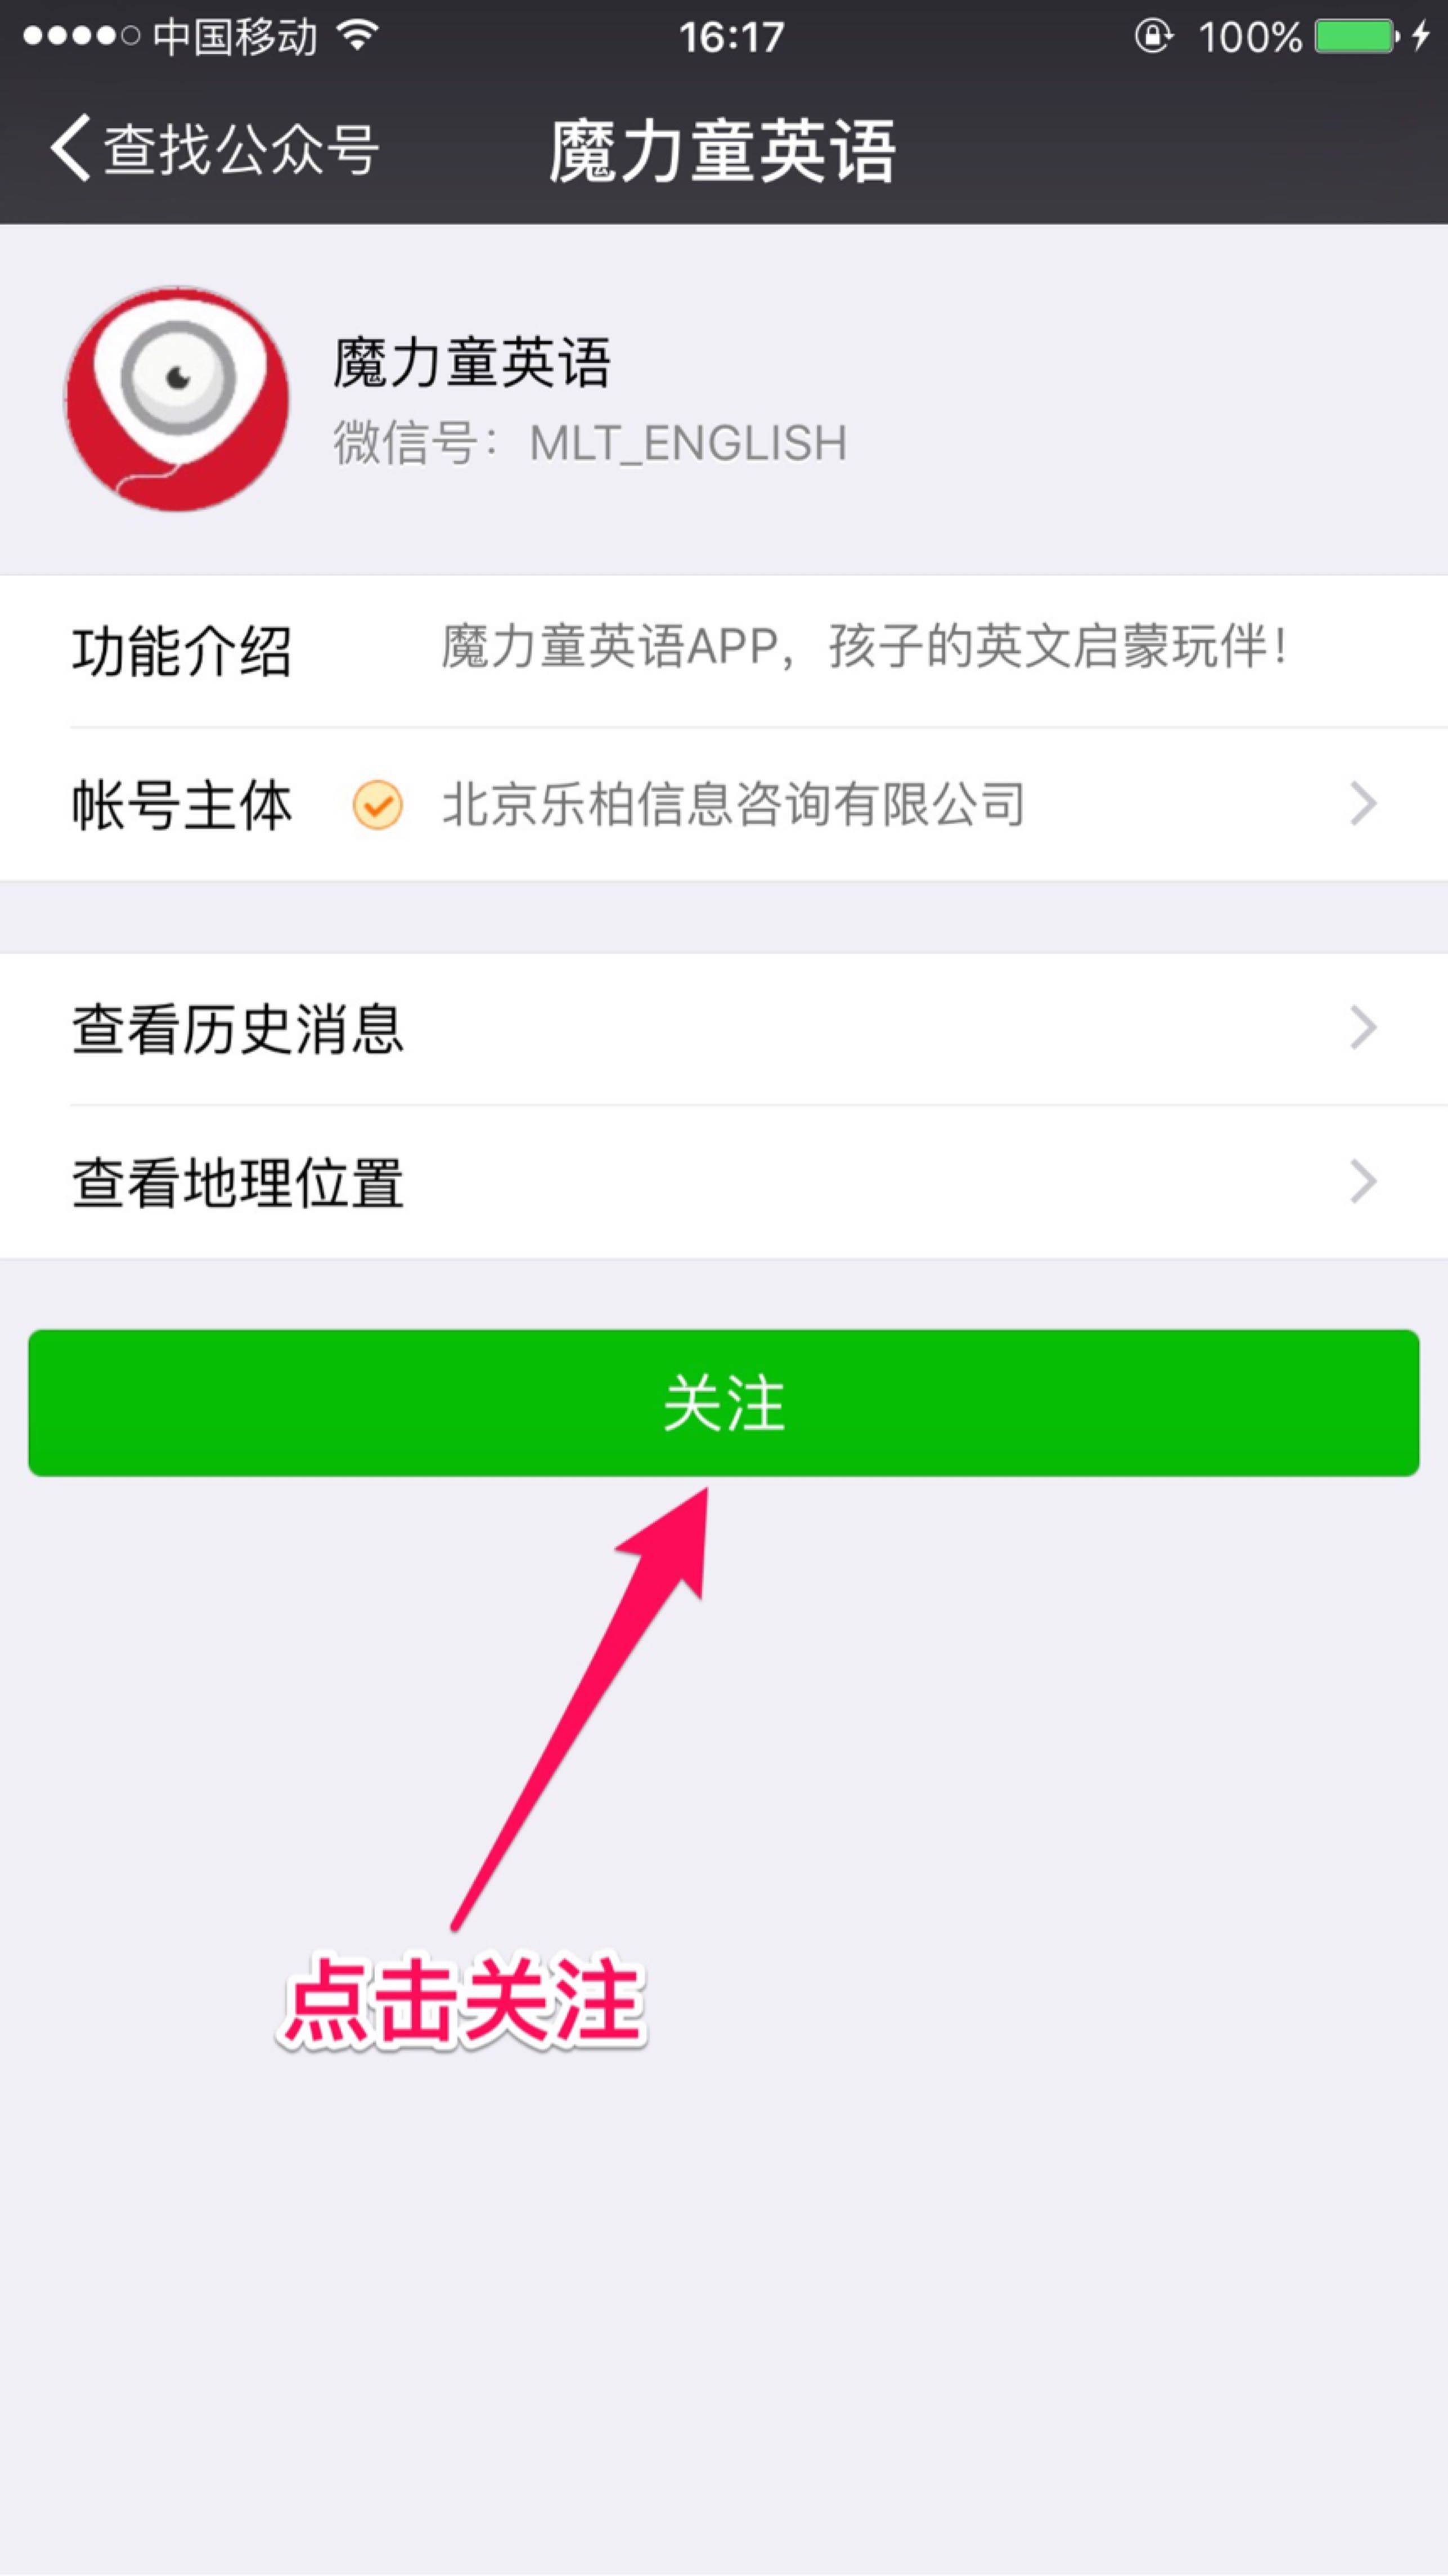 中国移动 16:17 100%
查找公众号 魔力童英语
魔力童英语
微信号：MLT_ENGLISH
功能介绍 魔力童英语APP，孩子的英文启蒙玩伴！
帐号主体 北京乐柏信息咨询有限公司
查看历史消息
查看地理位置
关注
点击关注